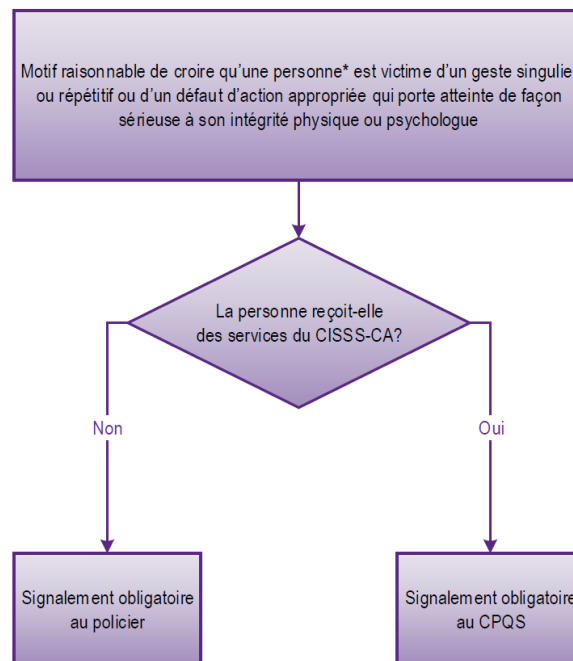 Motif raisonnable de croire qu'une personne* est victime d'un geste singulie
ou répétitif ou d'un défaut d'action appropriée qui porte atteinte de façon
sérieuse à son intégrité physique ou psychologue
La personne reçoit-elle
des services du CISSS-CA?
Non
Oui
Signalement obligatoire
au policier
Signalement obligatoire
au CPQS